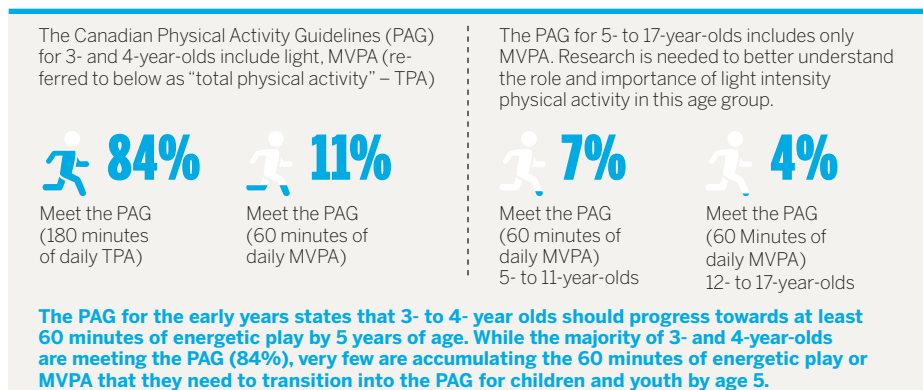 The Canadian Physical Activity Guidelines (PAG)
for 3- and 4-year-olds include light, MVPA (re-
ferred to below as “total physical activity” – TPA)
84%
Meet the PAG
(180 minutes
of daily TPA)
11%
Meet the PAG
(60 minutes of
daily MVPA)
The PAG for 5- to 17-year-olds includes only
MVPA. Research is needed to better understand
the role and importance of light intensity
physical activity in this age group.
7%
Meet the PAG
(60 minutes of
daily MVPA)
5- to 11-year-olds
4%
Meet the PAG
(60 Minutes of
daily MVPA)
12- to 17-year-olds
The PAG for the early years states that 3- to 4- year olds should progress towards at least
60 minutes of energetic play by 5 years of age. While the majority of 3- and 4-year-olds
are meeting the PAG (84%), very few are accumulating the 60 minutes of energetic play or
MVPA that they need to transition into the PAG for children and youth by age 5.